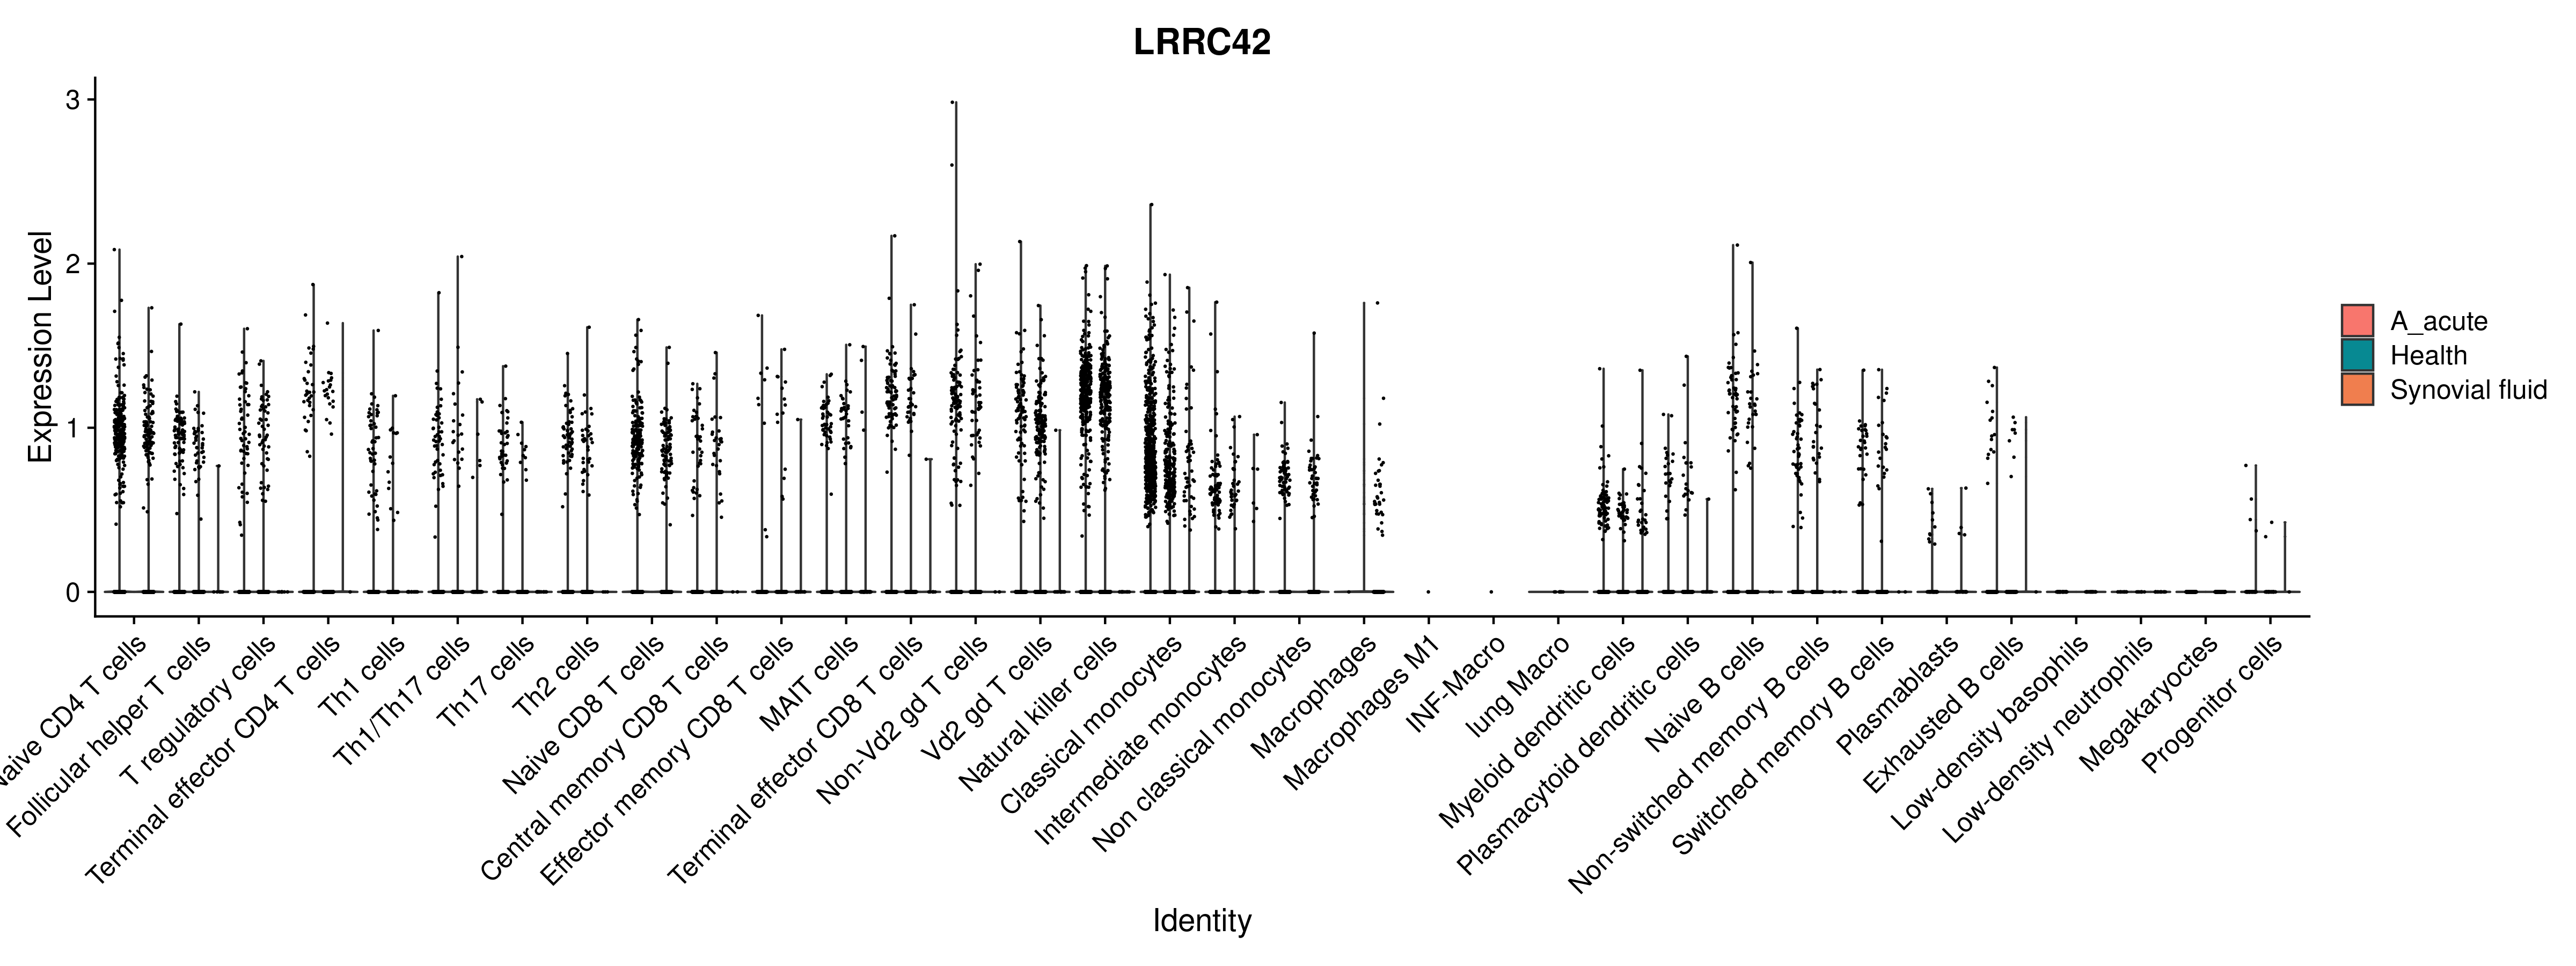 LRRC42
3
2
1
0
Expression Level
Naive CD4 T cells
Follicular helper T cells
T regulatory cells
Terminal effector CD4 T cells
Th1 cells
Th1/Th17 cells
Th17 cells
Th2 cells
Naive CD8 T cells
Central memory CD8 T cells
Effector memory CD8 T cells
MAIT cells
Terminal effector CD8 T cells
Non-Vd2 gd T cells
Vd2 gd T cells
Natural killer cells
Classical monocytes
Intermediate monocytes
Non classical monocytes
Macrophages
Macrophages M1
INF-Macro
lung Macro
Myeloid dendritic cells
Plasmacytoid dendritic cells
Naive B cells
Non-switched memory B cells
Switched memory B cells
Plasmablasts
Exhausted B cells
Low-density basophils
Low-density neutrophils
Megakaryoctes
Progenitor cells
Identity
A_acute
Health
Synovial fluid